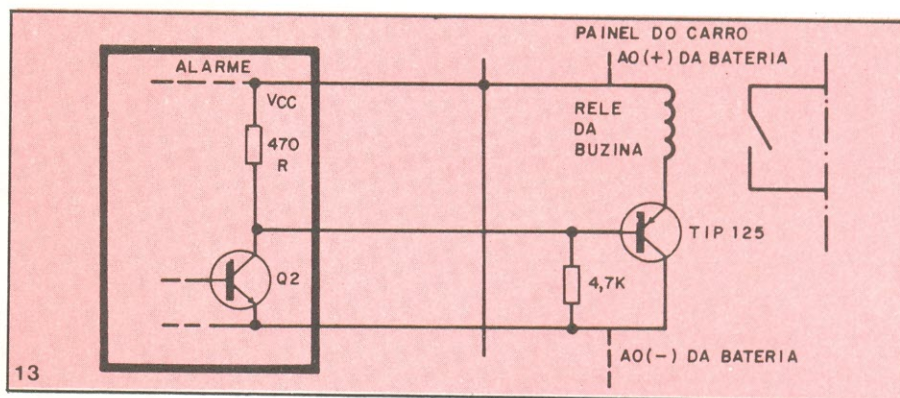 PAINEL DO CARRO
ALARME
AO(+) DA BATERIA
VCC
RELE
DA
BUZINA
470
R
TIP 125
Q2
4,7K
AO(-) DA BATERIA
13